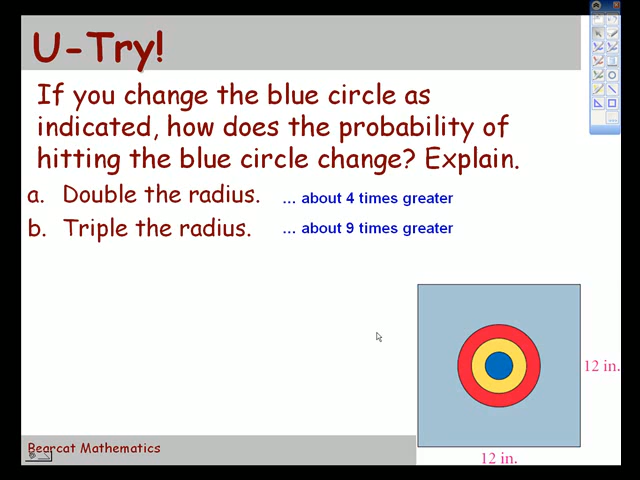 U-Try!
If you change the blue circle as
indicated, how does the probability of
hitting the blue circle change? Explain.
a. Double the radius. ... about 4 times greater
b. Triple the radius. ... about 9 times greater
12 in.
Bearcat Mathematics
12 in.